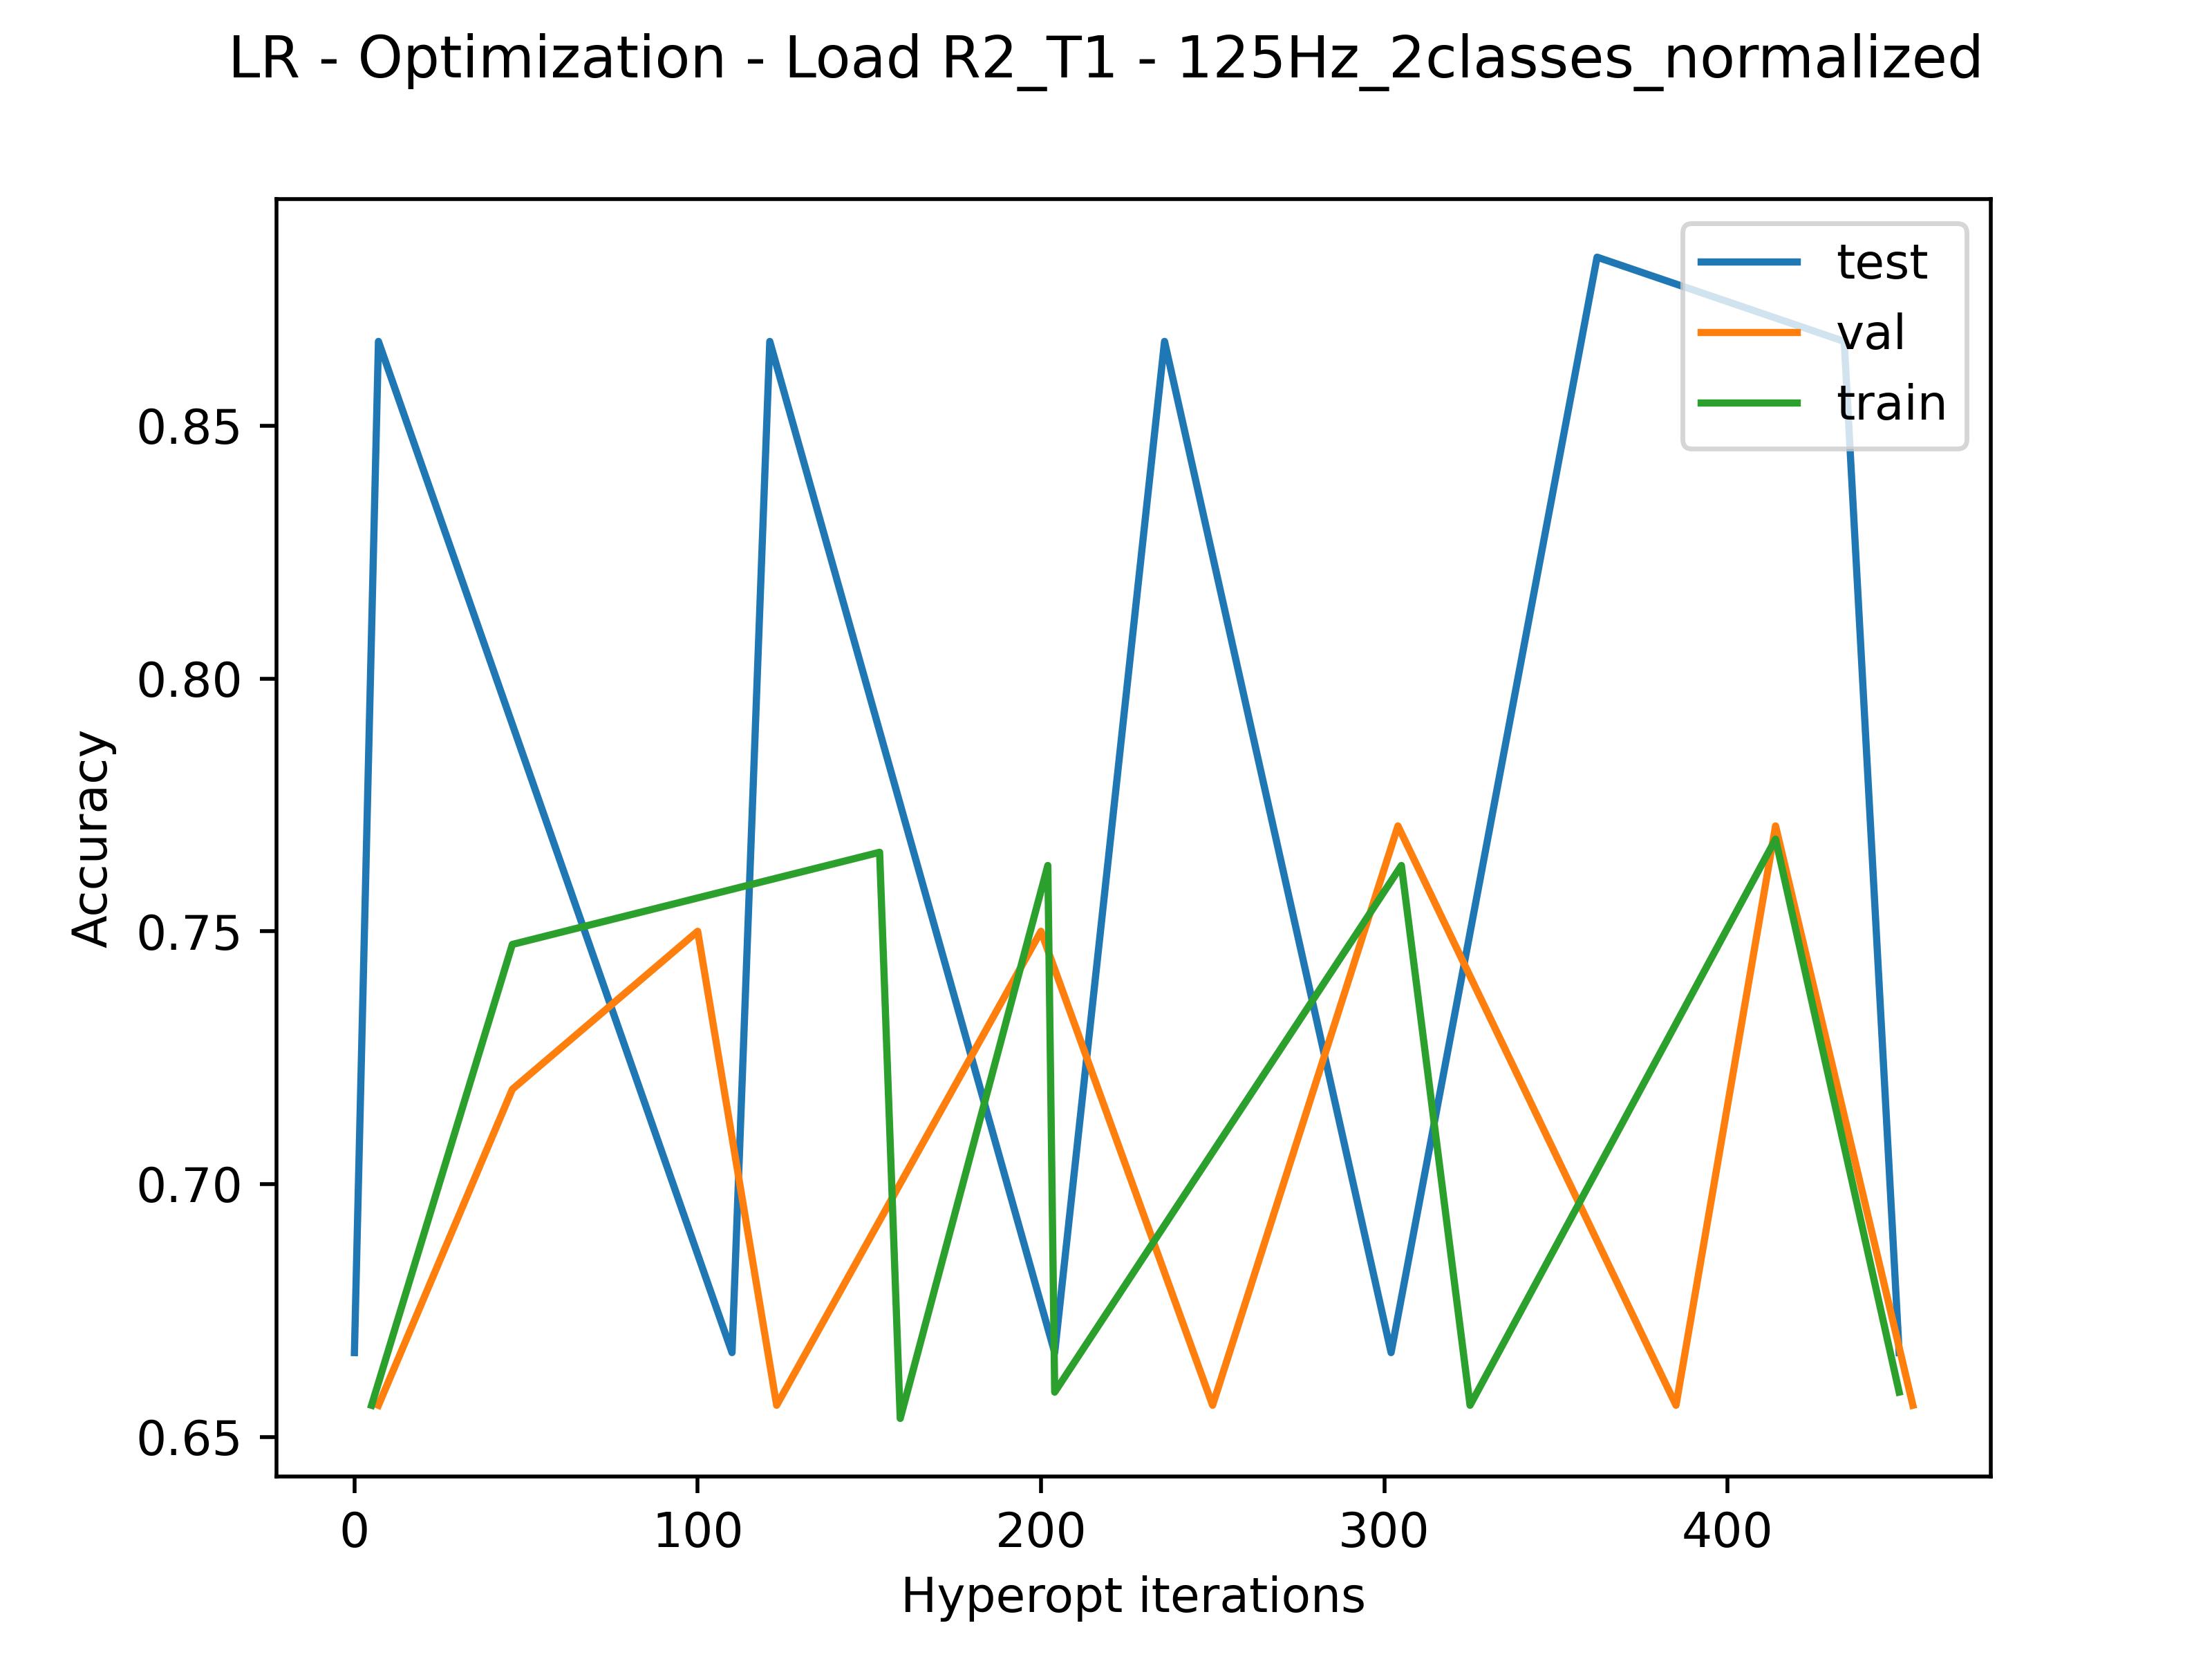 LR - Optimization - Load R2_T1 - 125Hz_2classes_normalized
test
val
train
0.85
0.80
0.75
0.70
0.65
Accuracy
0 100 200 300 400
Hyperopt iterations